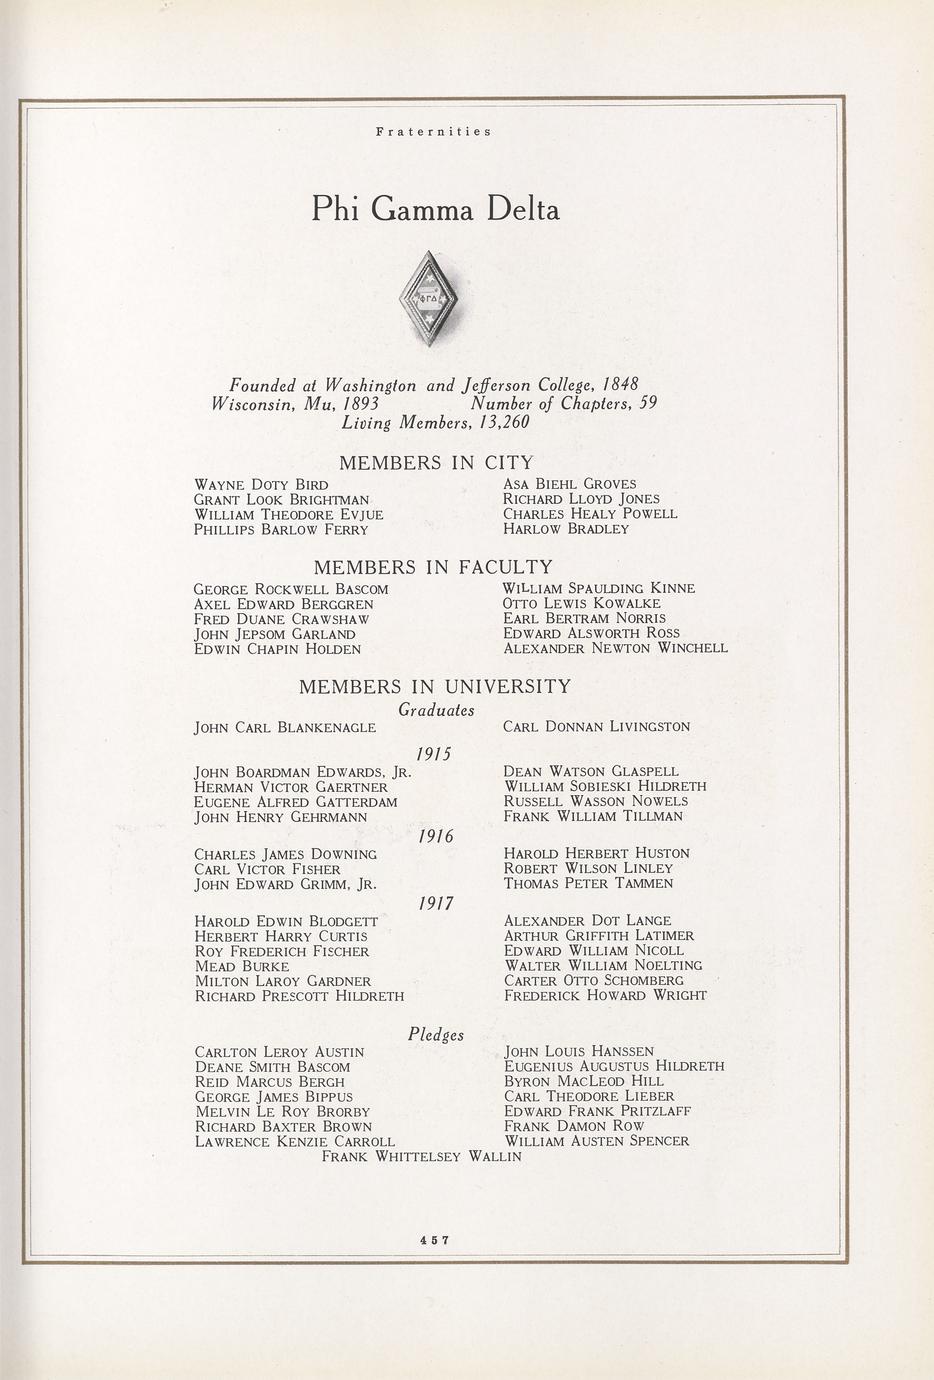 Fraternities
Phi Gamma Delta
ΦΓΔ
Founded at Washington and Jefferson College, 1848
Wisconsin, Mu, 1893 Number of Chapters, 59
Living Members, 13,260
MEMBERS IN CITY
WAYNE DOTY BIRD ASA BIEHL GROVES
GRANT LOOK BRIGHTMAN RICHARD LLOYD JONES
WILLIAM THEODORE EVJUE CHARLES HEALY POWELL
PHILLIPS BARLOW FERRY HARLOW BRADLEY
MEMBERS IN FACULTY
GEORGE ROCKWELL BASCOM WILLIAM SPAULDING KINNE
AXEL EDWARD BERGGREN OTTO LEWIS KOWALKE
FRED DUANE CRAWSHAW EARL BERTRAM NORRIS
JOHN JEPSOM GARLAND EDWARD ALSWORTH ROSS
EDWIN CHAPIN HOLDEN ALEXANDER NEWTON WINCHELL
MEMBERS IN UNIVERSITY
Graduates
JOHN CARL BLANKENAGLE CARL DONNAN LIVINGSTON
1915
JOHN BOARDMAN EDWARDS, JR. DEAN WATSON GLASPELL
HERMAN VICTOR GAERTNER WILLIAM SOBIESKI HILDRETH
EUGENE ALFRED GATTERDAM RUSSELL WASSON NOWELS
JOHN HENRY GEHRMANN FRANK WILLIAM TILLMAN
1916
CHARLES JAMES DOWNING HAROLD HERBERT HUSTON
CARL VICTOR FISHER ROBERT WILSON LINLEY
JOHN EDWARD GRIMM, JR. THOMAS PETER TAMMEN
1917
HAROLD EDWIN BLODGETT ALEXANDER DOT LANGE
HERBERT HARRY CURTIS ARTHUR GRIFFITH LATIMER
ROY FREDERICH FISCHER EDWARD WILLIAM NICOLL
MEAD BURKE WALTER WILLIAM NOELTING
MILTON LAROY GARDNER CARTER OTTO SCHOMBERG
RICHARD PRESCOTT HILDRETH FREDERICK HOWARD WRIGHT
Pledges
CARLTON LEROY AUSTIN JOHN LOUIS HANSSEN
DEANE SMITH BASCOM EUGENIUS AUGUSTUS HILDRETH
REID MARCUS BERGH BYRON MACLEOD HILL
GEORGE JAMES BIPPUS CARL THEODORE LIEBER
MELVIN LE ROY BRORBY EDWARD FRANK PRITZLAFF
RICHARD BAXTER BROWN FRANK DAMON ROW
LAWRENCE KENZIE CARROLL WILLIAM AUSTEN SPENCER
FRANK WHITTELSEY WALLIN
457